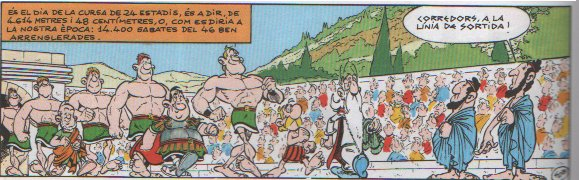 ÉS EL DIA DE LA CURSA DE 24 ESTADIS, ÉS A DIR, DE
4.614 METRES I 48 CENTÍMETRES, O, COM ES DIRIA A
LA NOSTRA ÈPOCA: 14.400 SABATES DEL 46 BEN
ARRENGLERADES.
CORREDORS, A LA
LÍNIA DE SORTIDA!